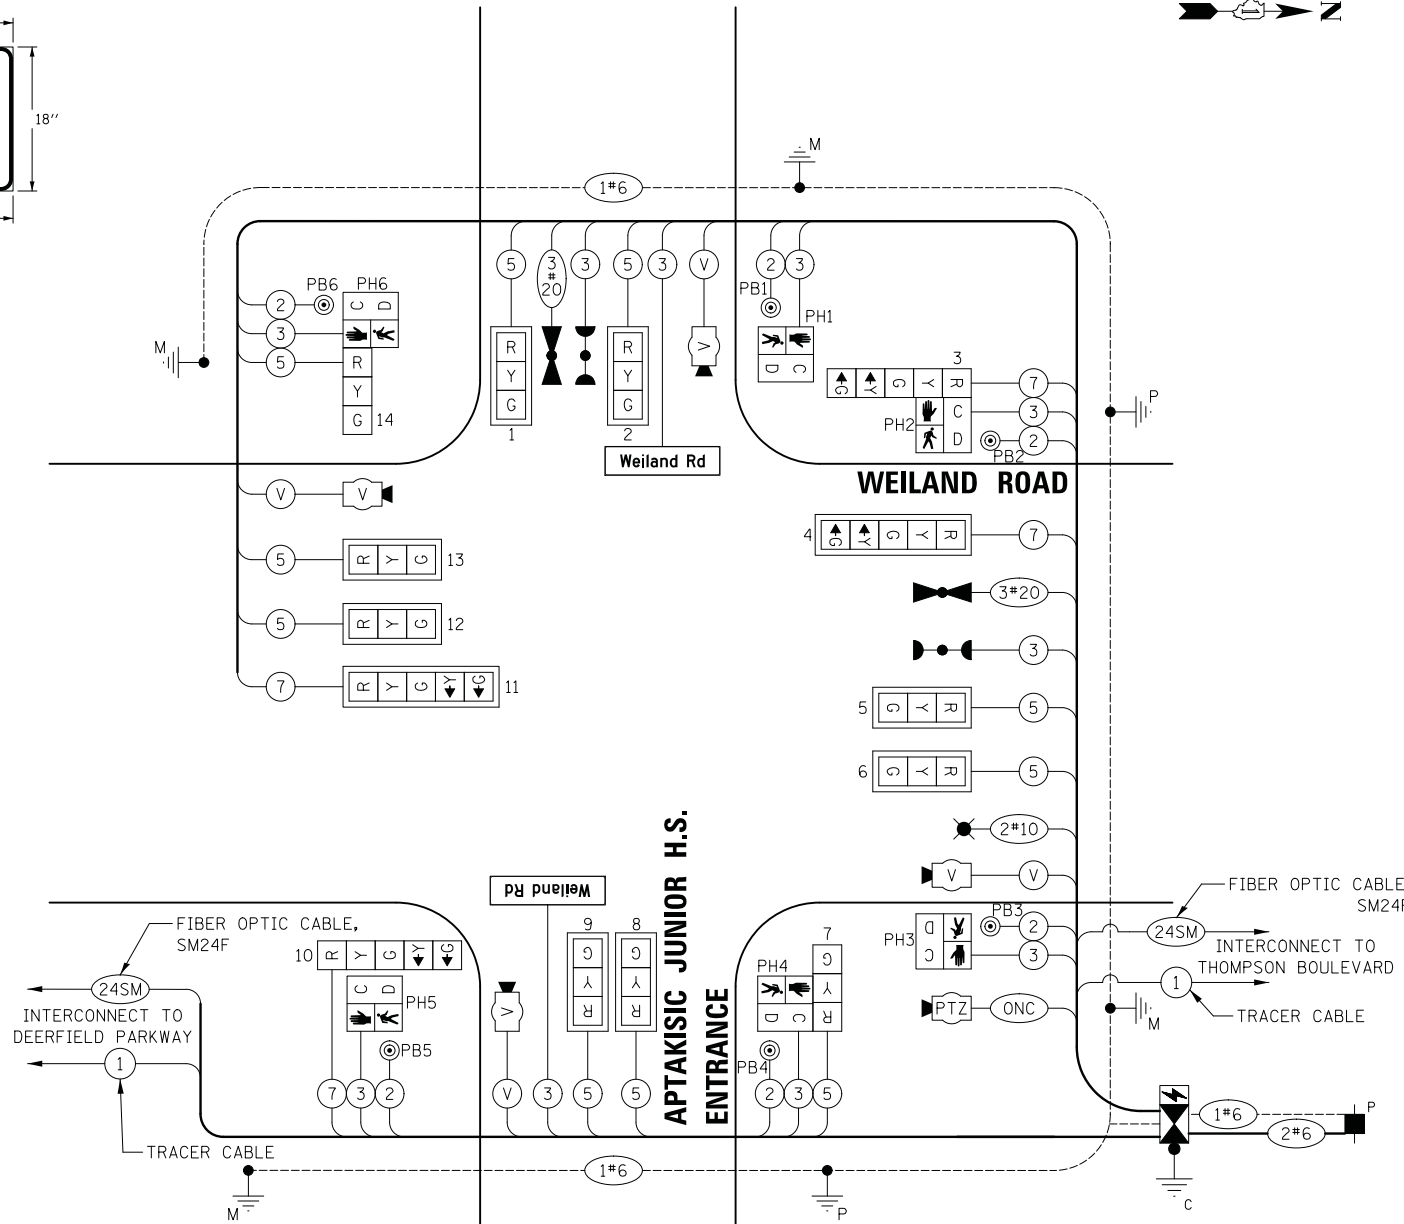 N
18''
M
1#6
5
3
#
20
3
5
3
V
2
3
PB6
PH6
PB1
PH1
2
C
D
3
M
5
R
Y
G
14
R
Y
G
1
R
Y
G
2
V
D
C
3
G
Y
G
Y
R
7
P
PH2
C
3
D
2
PB2
Weiland Rd
WEILAND ROAD
V
V
4
G
Y
G
Y
R
7
5
R
Y
G
13
3#20
5
R
Y
G
12
3
7
R
Y
G
Y
G
11
5
G
Y
R
5
6
G
Y
R
5
2#10
V
V
Weiland Rd
APTAKISIC JUNIOR H.S.
ENTRANCE
FIBER OPTIC CABLE
SM24F
FIBER OPTIC CABLE,
SM24F
PB3
2
PH3
D
C
3
24SM
INTERCONNECT TO
THOMPSON BOULEVARD
10
R
Y
G
Y
G
9
G
Y
R
8
G
Y
R
7
G
Y
R
PH4
D
C
24SM
C
D
PH5
V
PTZ
ONC
1
M
TRACER CABLE
INTERCONNECT TO
DEERFIELD PARKWAY
PB5
PB4
1
7
3
2
V
3
5
5
2
3
5
1#6
P
2#6
TRACER CABLE
M
1#6
P
C